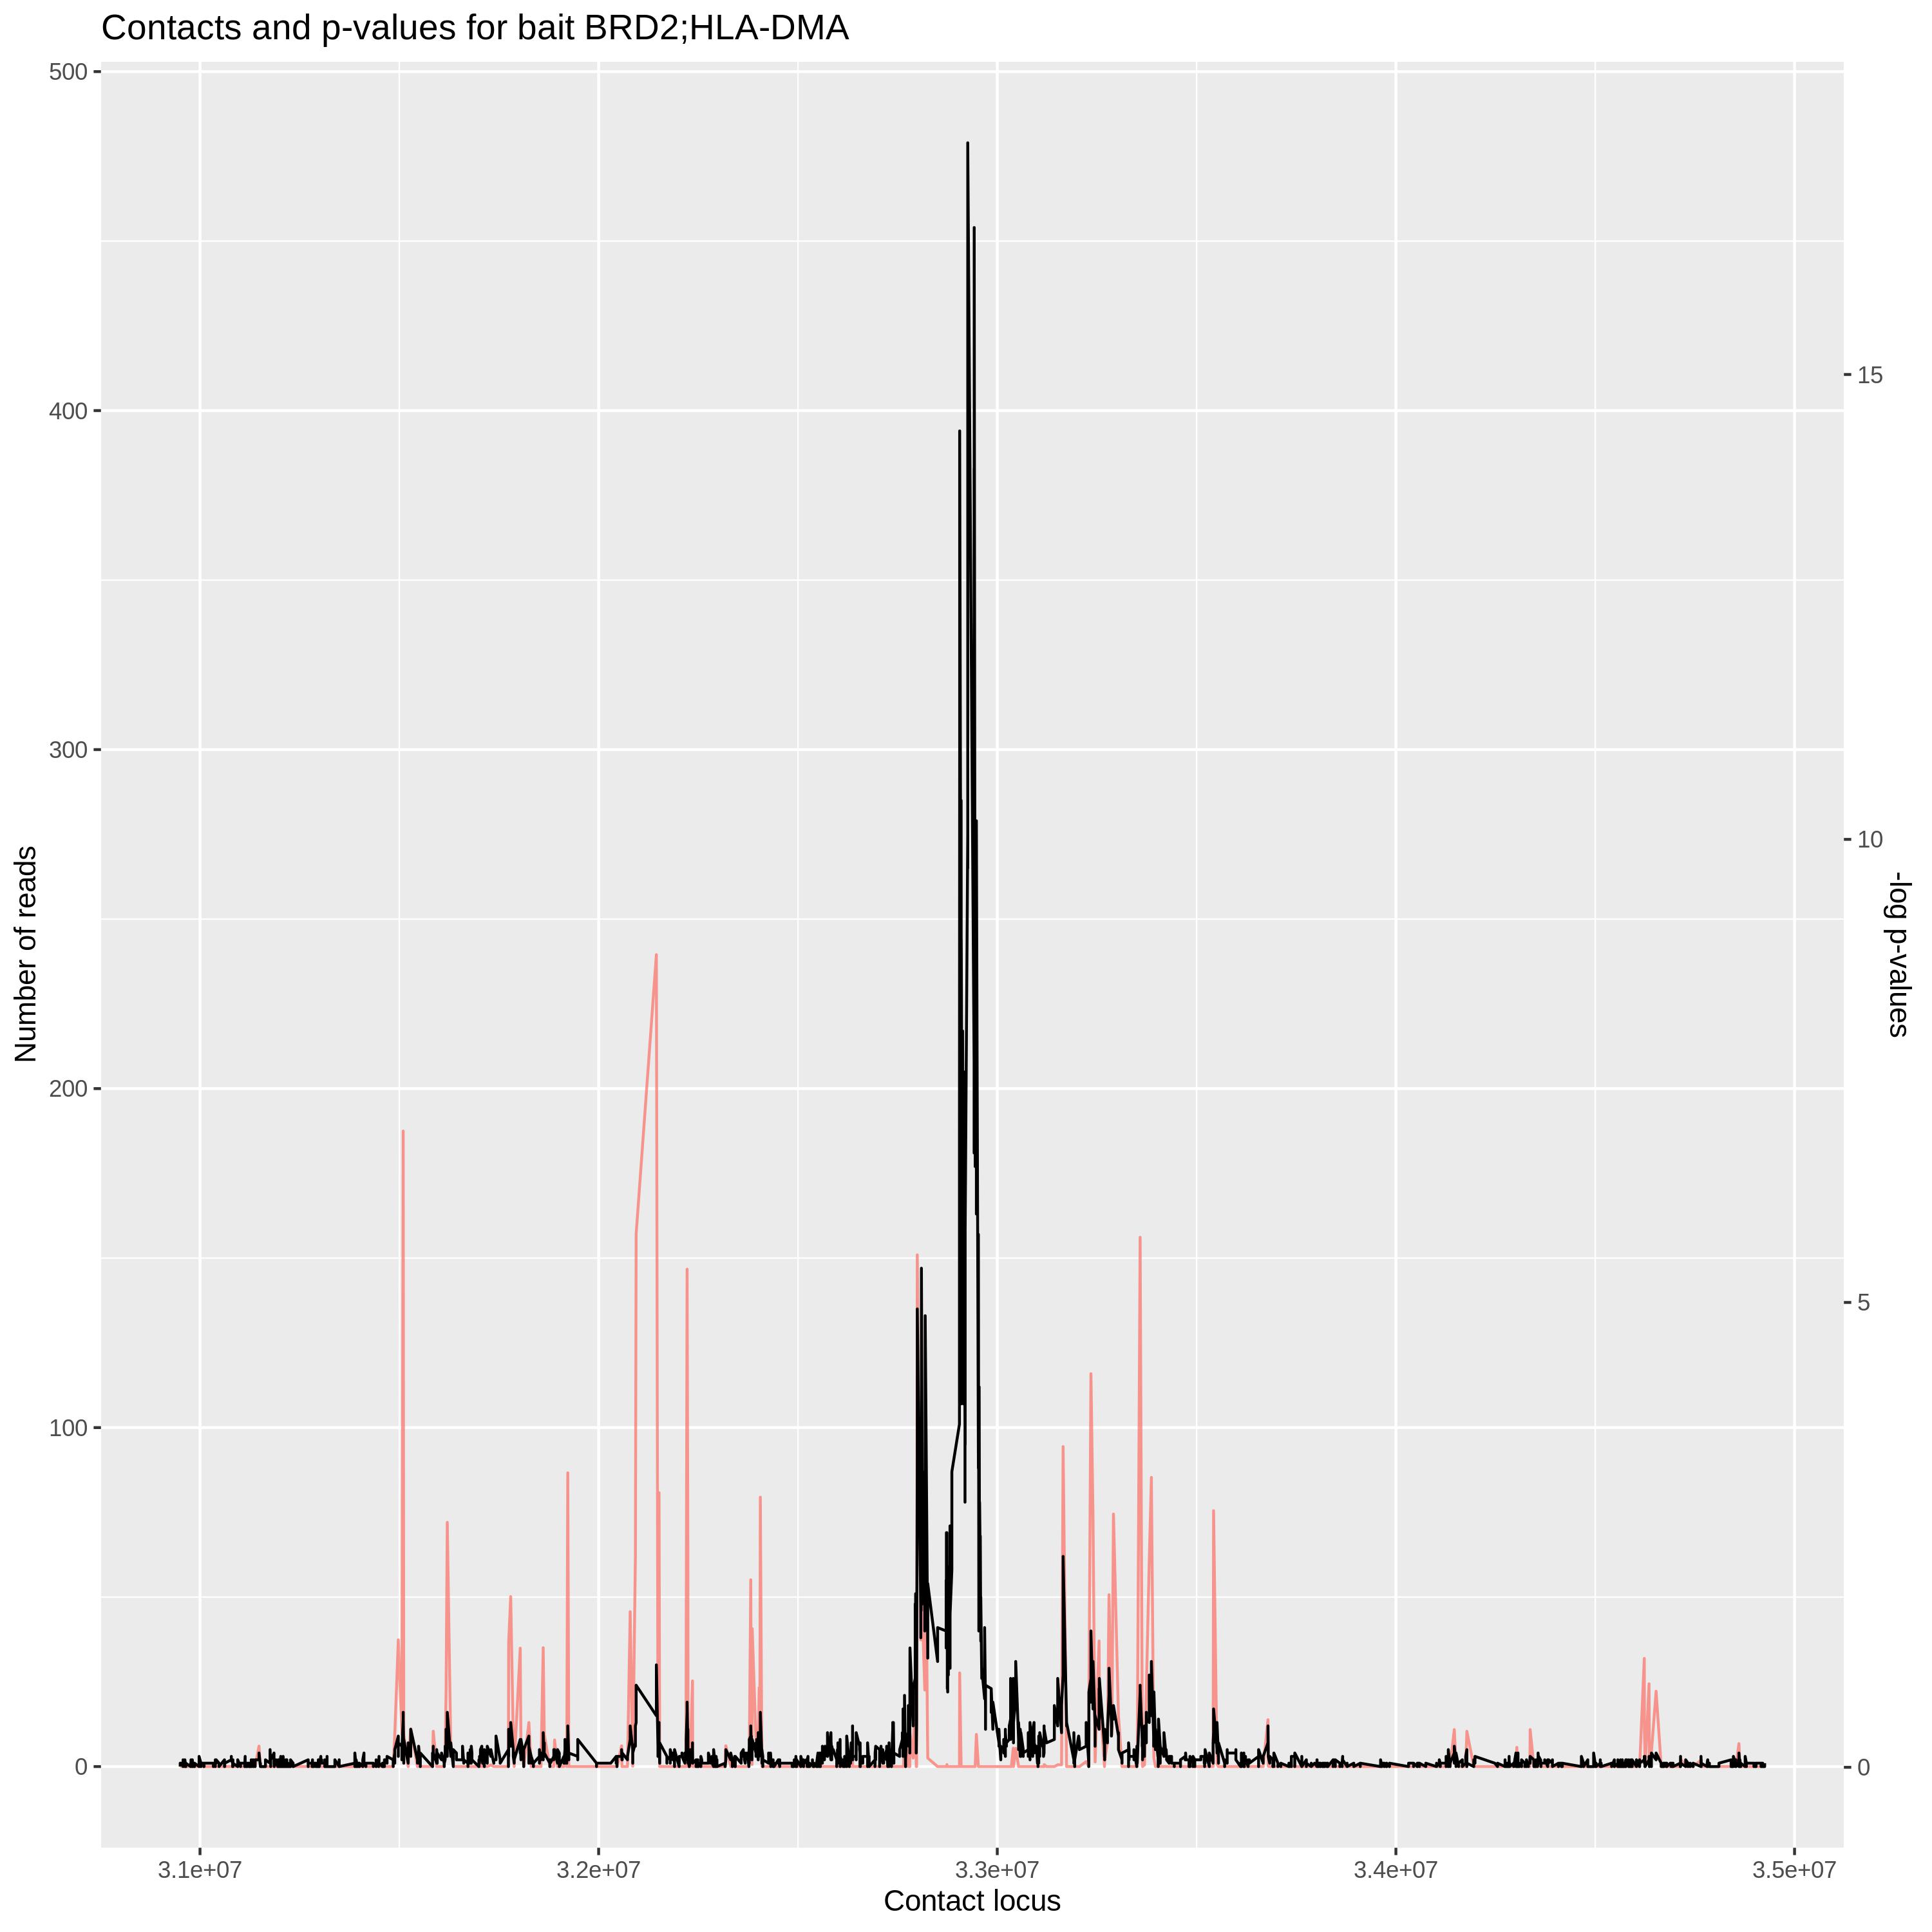 Contacts and p-values for bait BRD2;HLA-DMA
500
400
300
200
100
0
Number of reads
15
10
5
0
-log p-values
3.1e+07
3.2e+07
3.3e+07
3.4e+07
3.5e+07
Contact locus